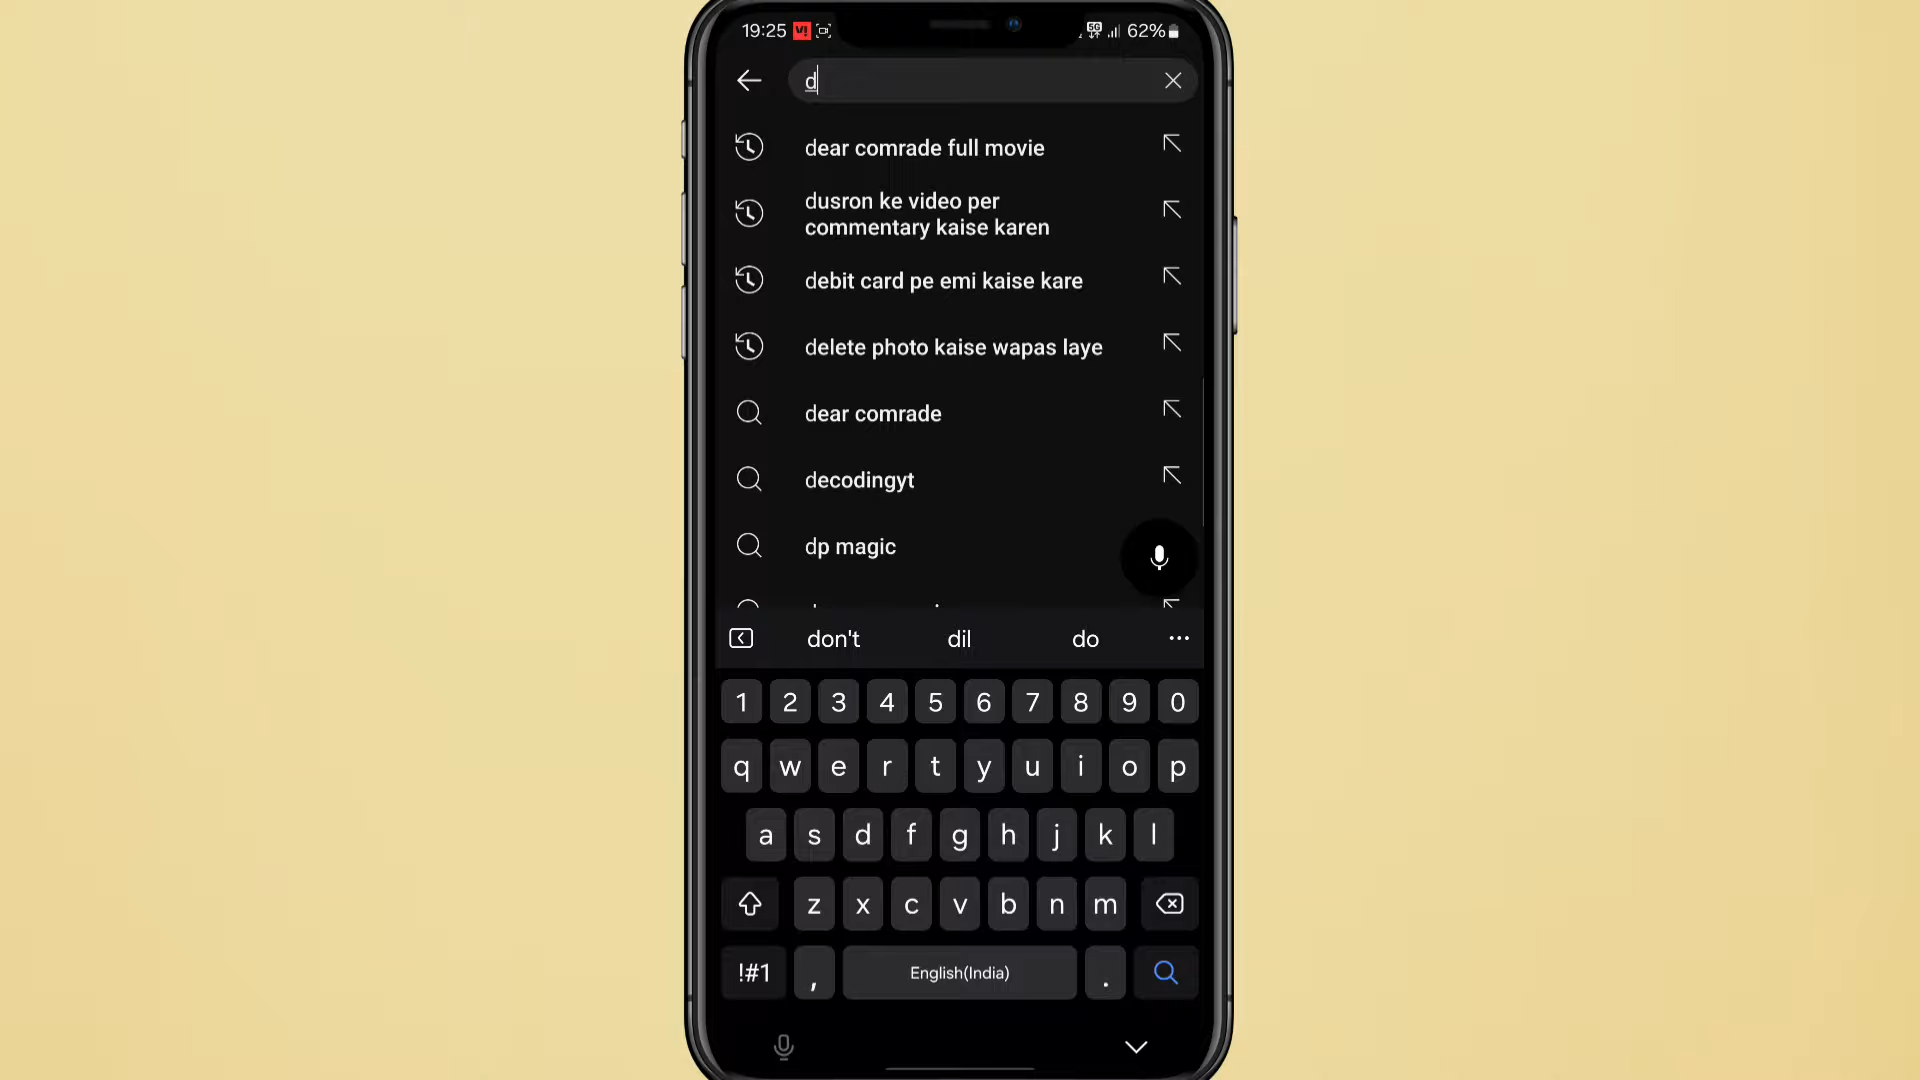 19:25 V! 5G 62%
d
dear comrade full movie
dusron ke video per
commentary kaise karen
debit card pe emi kaise kare
delete photo kaise wapas laye
dear comrade
decodingyt
dp magic
don't dil do
1 2 3 4 5 6 7 8 9 0
q w e r t y u i o p
a s d f g h j k l
z x c v b n m
!#1 , English(India) .